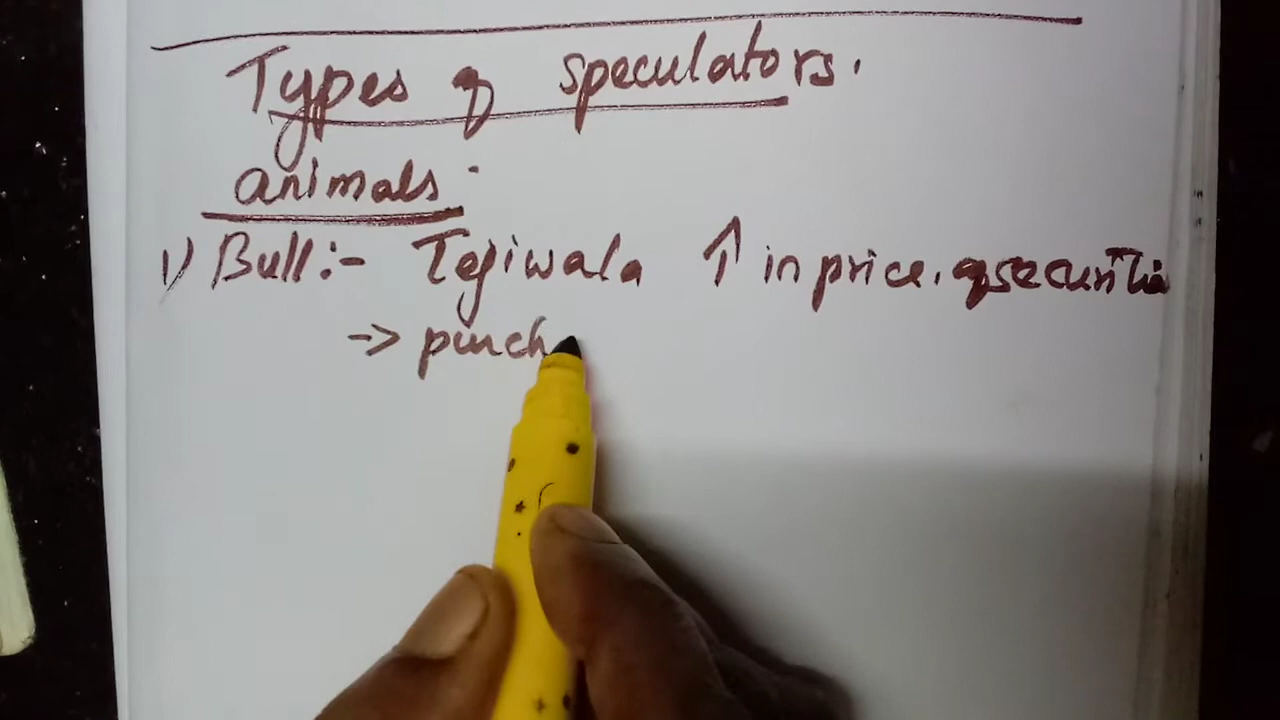 Types of speculators.
animals:
1) Bull:- Tejiwala ↑ in price. of securities
-> purch